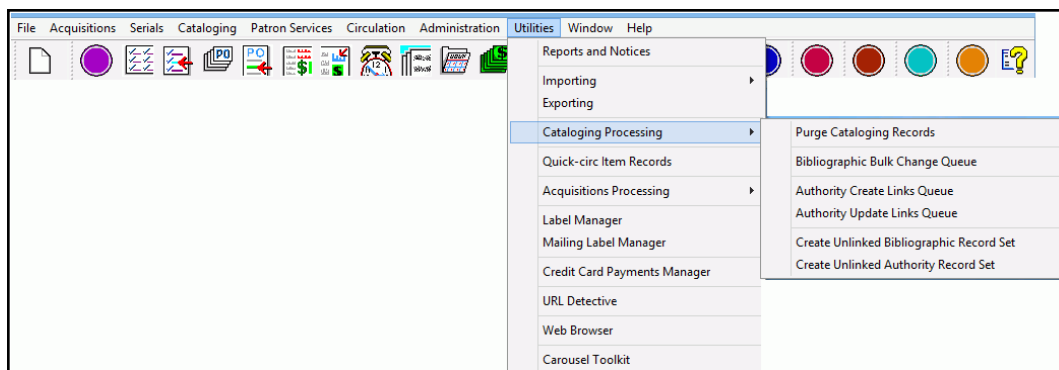 File Acquisitions Serials Cataloging Patron Services Circulation Administration Utilities Window Help
PO
PO
12
Reports and Notices
Importing
Exporting
Cataloging Processing
Quick-circ Item Records
Acquisitions Processing
Label Manager
Mailing Label Manager
Credit Card Payments Manager
URL Detective
Web Browser
Carousel Toolkit
Purge Cataloging Records
Bibliographic Bulk Change Queue
Authority Create Links Queue
Authority Update Links Queue
Create Unlinked Bibliographic Record Set
Create Unlinked Authority Record Set